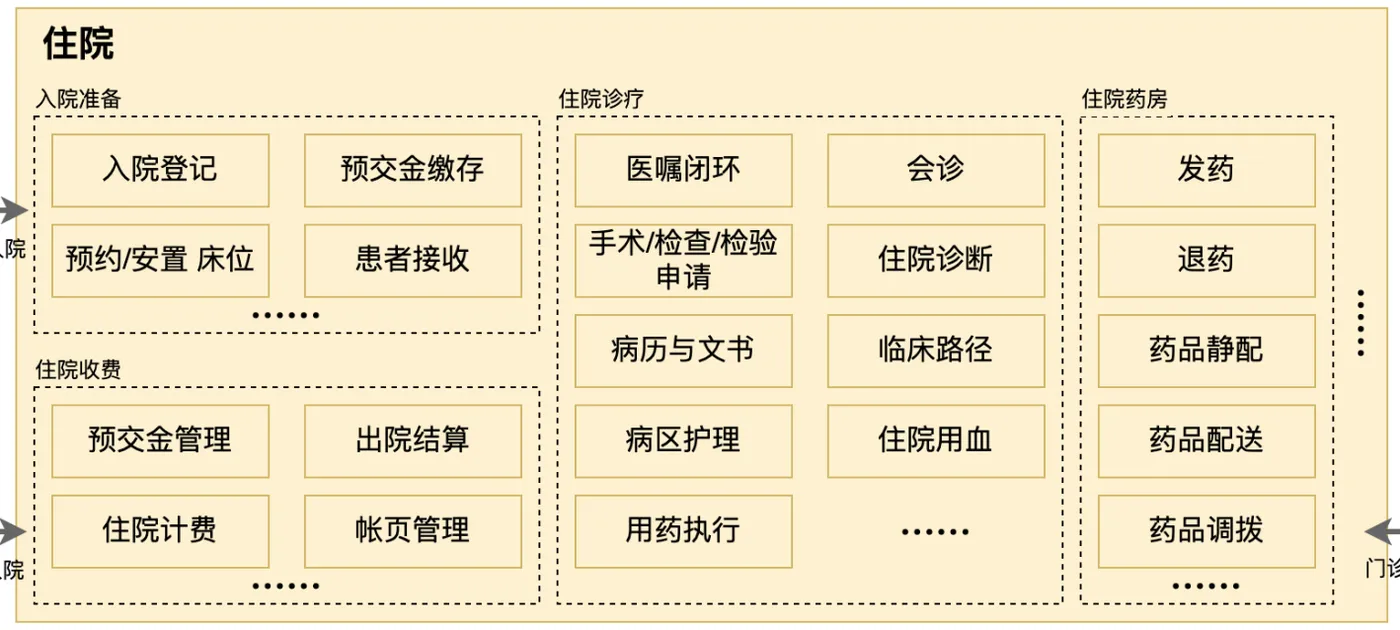 住院
入院准备
入院登记
预交金缴存
预约/安置 床位
患者接收
......
住院收费
预交金管理
出院结算
住院计费
帐页管理
......
住院诊疗
医嘱闭环
会诊
手术/检查/检验
申请
住院诊断
病历与文书
临床路径
病区护理
住院用血
用药执行
......
住院药房
发药
退药
药品静配
药品配送
药品调拨
......
......
院
院
门诊